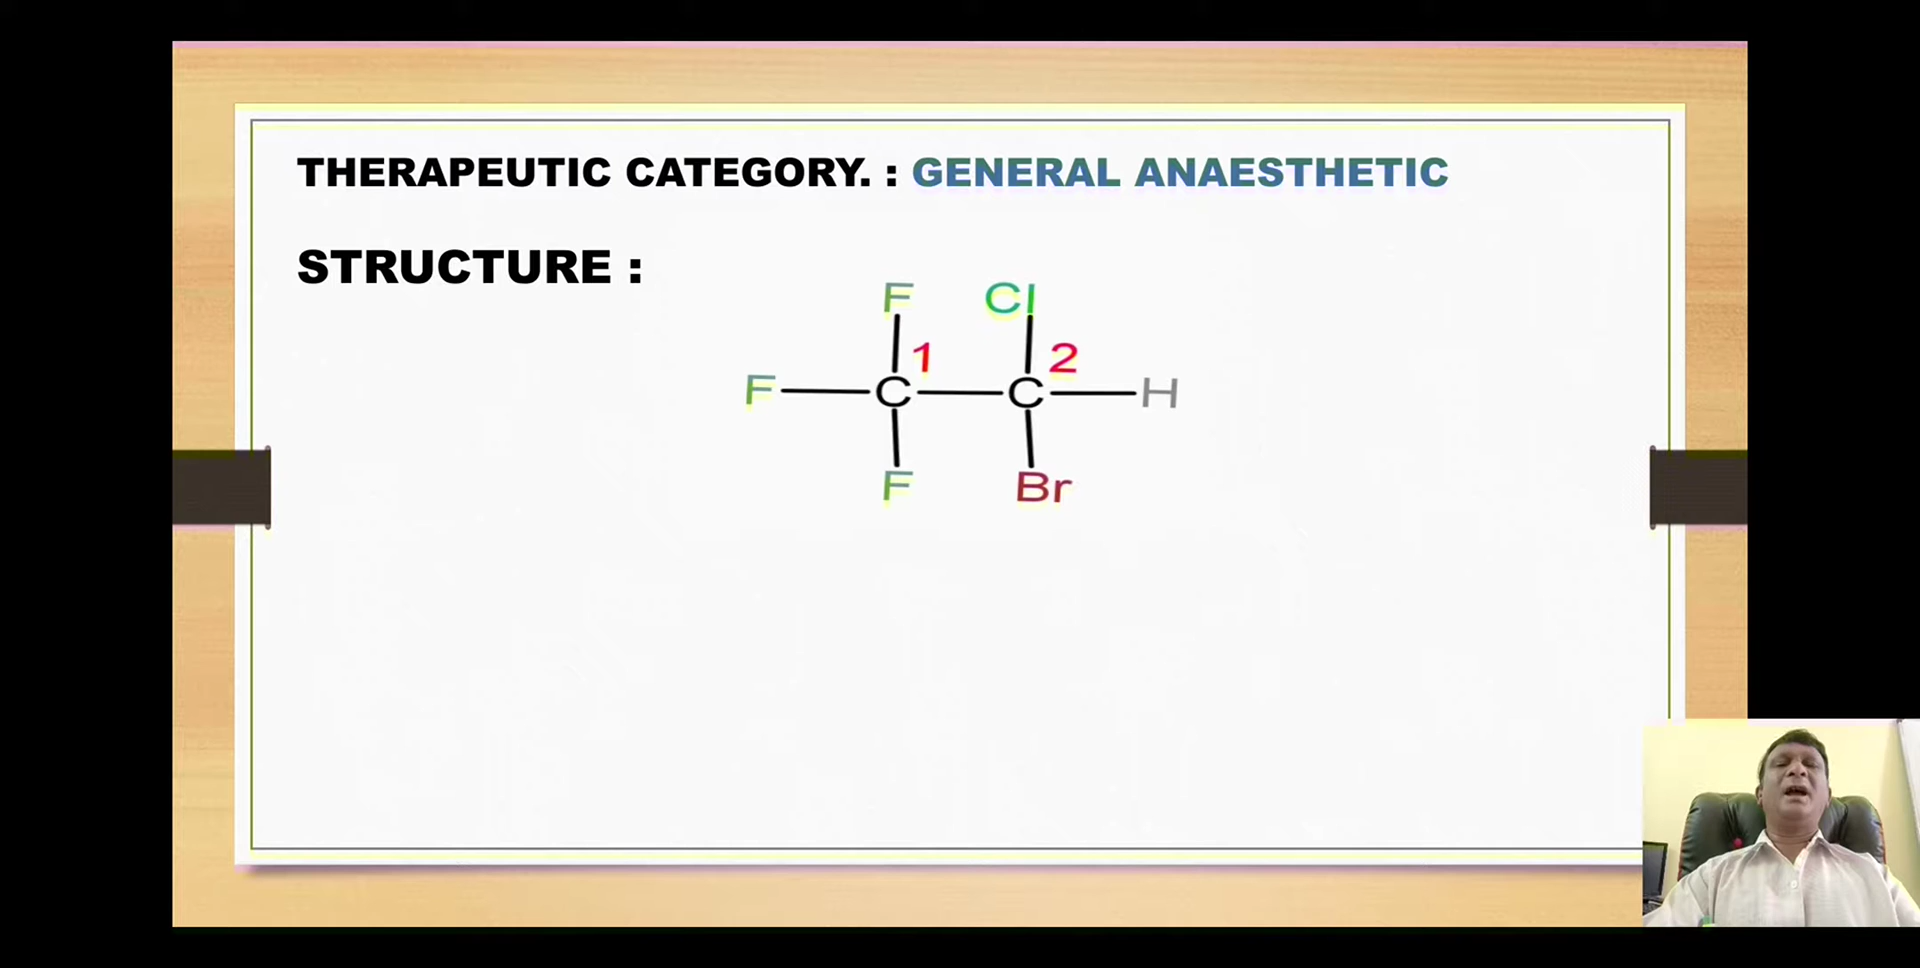 THERAPEUTIC CATEGORY. : GENERAL ANAESTHETIC
STRUCTURE :
F Cl
1 2
F C C H
F Br